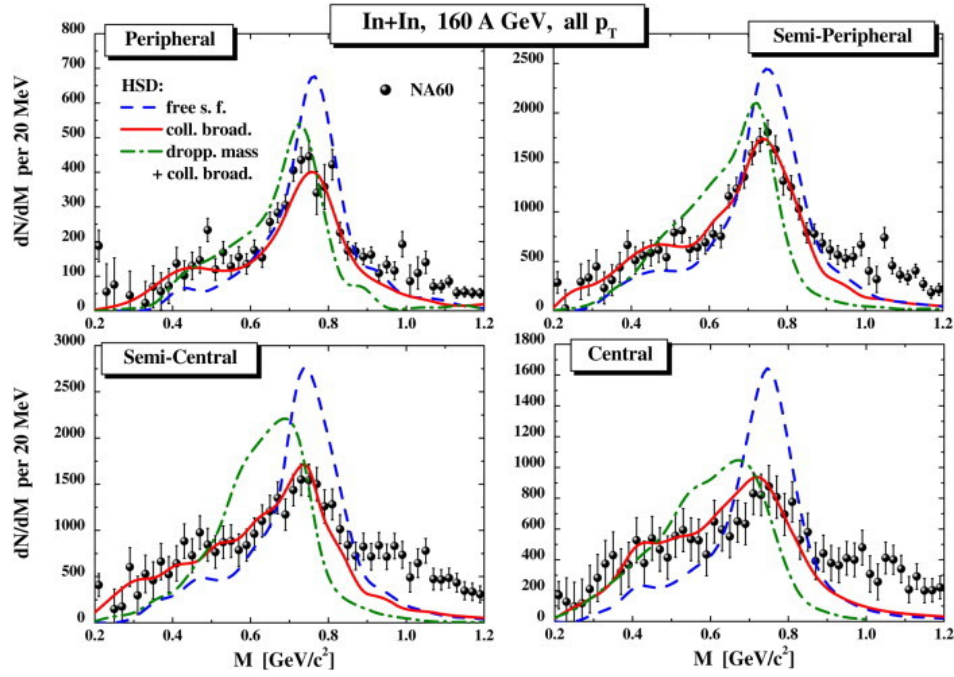 In+In, 160 A GeV, all p_T
Peripheral
Semi-Peripheral
HSD:
free s. f.
coll. broad.
dropp. mass
+ coll. broad.
NA60
dN/dM per 20 MeV
800
700
600
500
400
300
200
100
0
0.2 0.4 0.6 0.8 1.0 1.2
2500
2000
1500
1000
500
0
0.2 0.4 0.6 0.8 1.0 1.2
Semi-Central
Central
dN/dM per 20 MeV
3000
2500
2000
1500
1000
500
0
0.2 0.4 0.6 0.8 1.0 1.2
M [GeV/c²]
1800
1600
1400
1200
1000
800
600
400
200
0
0.2 0.4 0.6 0.8 1.0 1.2
M [GeV/c²]